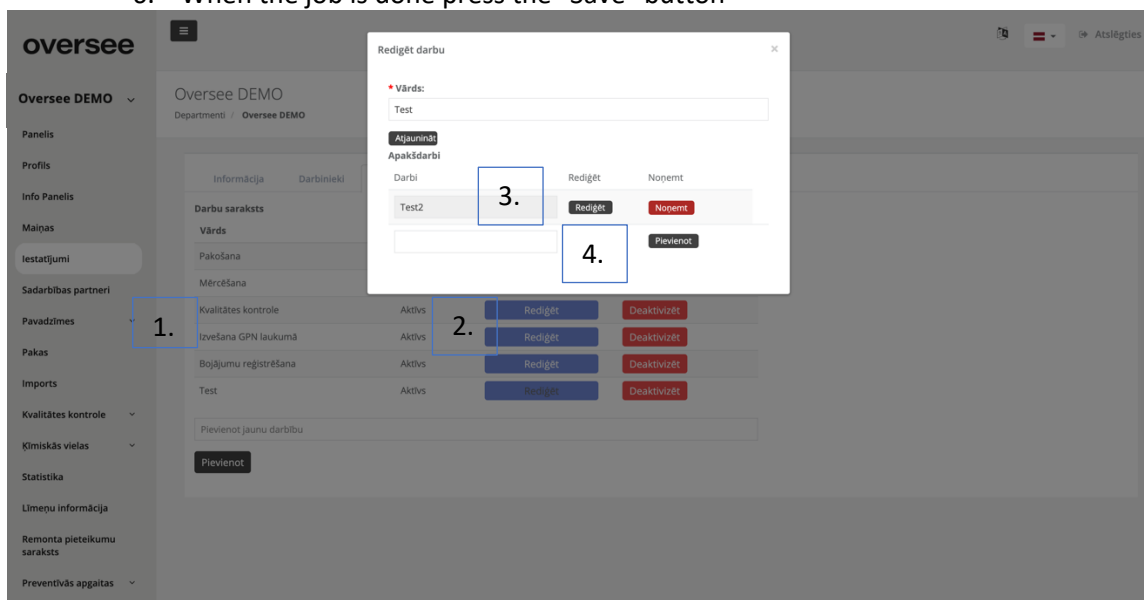 6. When the job is done press the "Save" button
oversee
Atslēgties
Rediģēt darbu ×
Oversee DEMO
Oversee DEMO
Departmenti / Oversee DEMO
* Vārds:
Test
Atjaunināt
Apakšdarbi
Darbi Rediģēt Noņemt
Test2 3. Rediģēt Noņemt
4. Pievienot
Panelis
Profils
Info Panelis
Maiņas
Iestatījumi
Sadarbības partneri
Pavadzīmes
Pakas
Imports
Kvalitātes kontrole
Ķīmiskās vielas
Statistika
Līmeņu informācija
Remonta pieteikumu
saraksts
Preventīvās apgaitas
Informācija Darbinieki
Darbu saraksts
Vārds
Pakošana
Mērcēšana
1. Kvalitātes kontrole Aktīvs 2. Rediģēt Deaktivizēt
Izvešana GPN laukumā Aktīvs Rediģēt Deaktivizēt
Bojājumu reģistrēšana Aktīvs Rediģēt Deaktivizēt
Test Aktīvs Rediģēt Deaktivizēt
Pievienot jaunu darbību
Pievienot